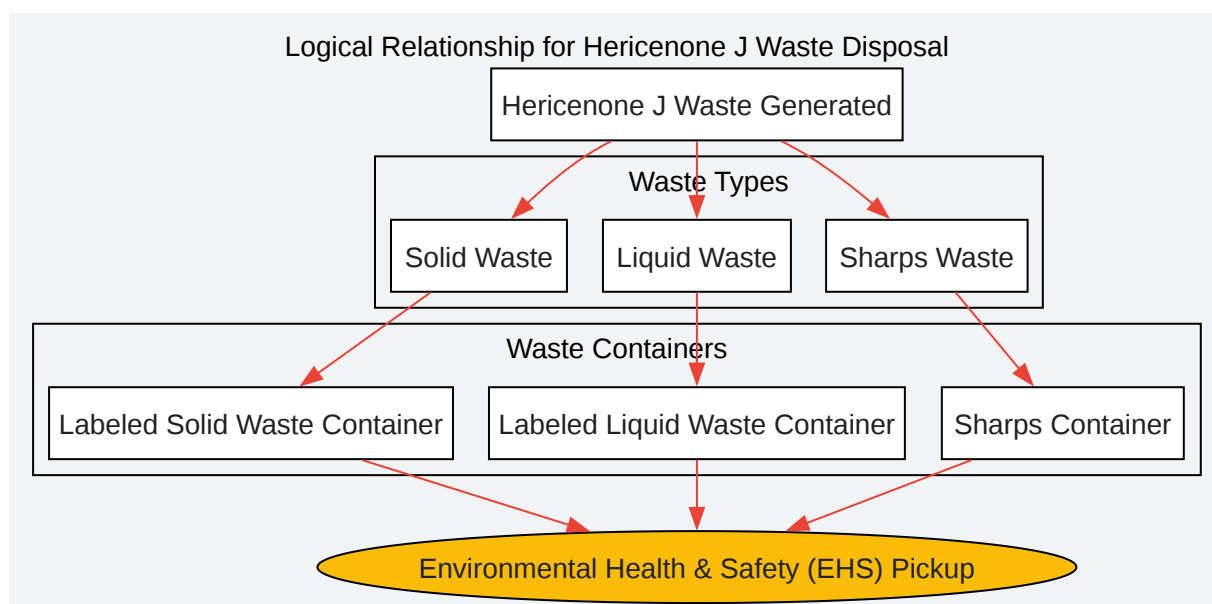 Logical Relationship for Hericenone J Waste Disposal
Hericenone J Waste Generated
Waste Types
Solid Waste
Liquid Waste
Sharps Waste
Waste Containers
Labeled Solid Waste Container
Labeled Liquid Waste Container
Sharps Container
Environmental Health & Safety (EHS) Pickup